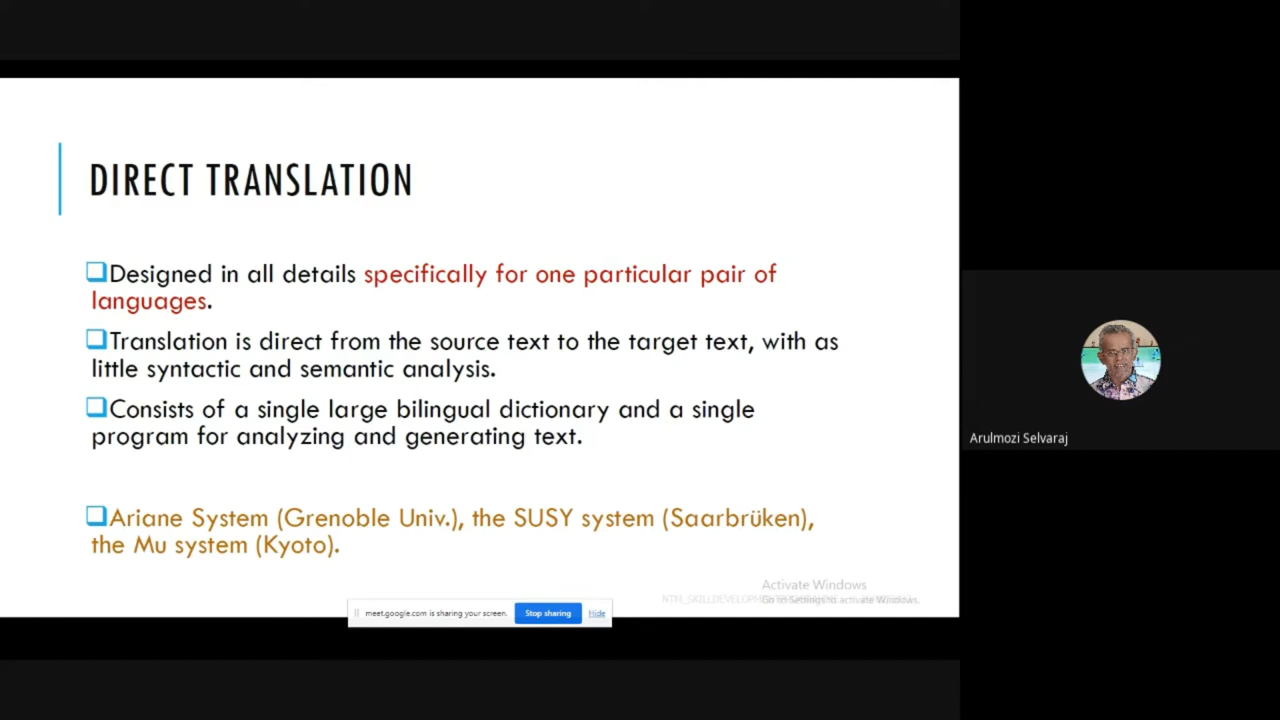 DIRECT TRANSLATION
Designed in all details specifically for one particular pair of
languages.
Translation is direct from the source text to the target text, with as
little syntactic and semantic analysis.
Consists of a single large bilingual dictionary and a single
program for analyzing and generating text.
Ariane System (Grenoble Univ.), the SUSY system (Saarbrüken),
the Mu system (Kyoto).
Arulmozi Selvaraj
Activate Windows
Go to Settings to activate Windows.
meet.google.com is sharing your screen.
Stop sharing
Hide